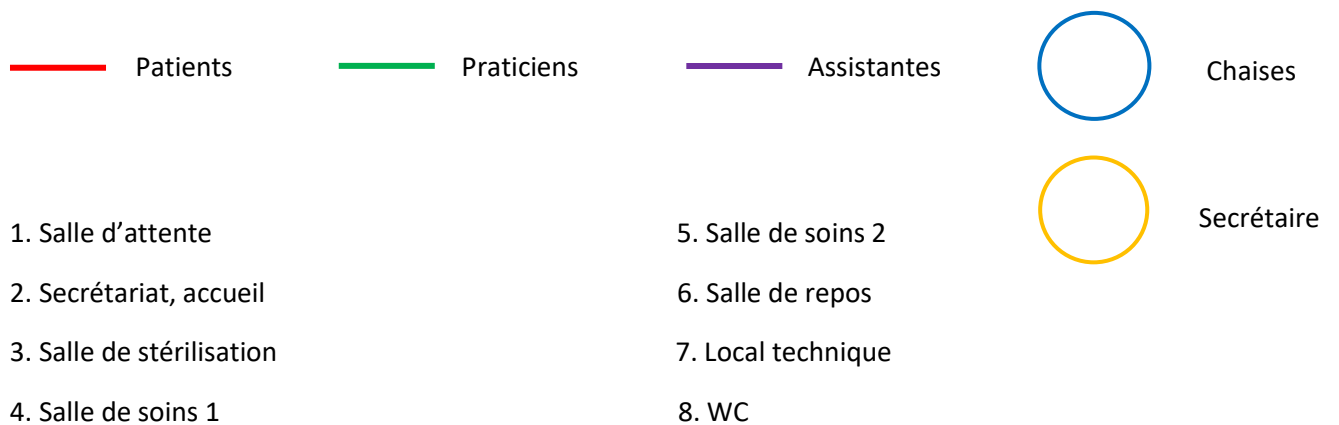 Patients
Praticiens
Assistantes
Chaises
Secrétaire
1. Salle d’attente
2. Secrétariat, accueil
3. Salle de stérilisation
4. Salle de soins 1
5. Salle de soins 2
6. Salle de repos
7. Local technique
8. WC